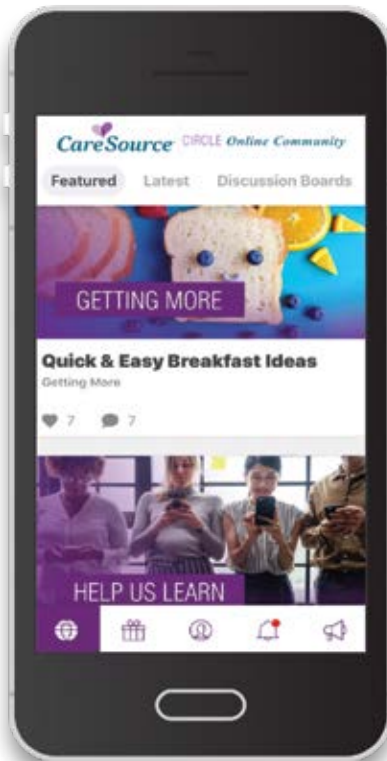 CareSource CIRCLE Online Community
Featured Latest Discussion Boards
GETTING MORE
Quick & Easy Breakfast Ideas
Getting More
7 7
HELP US LEARN